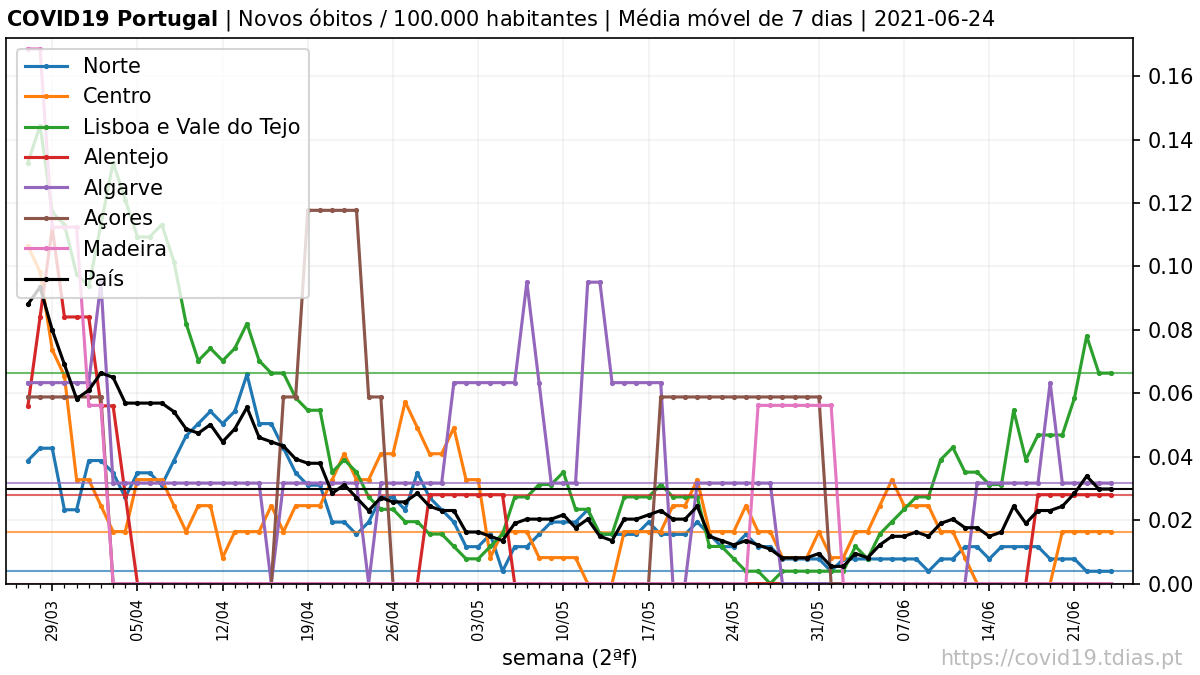 COVID19 Portugal | Novos óbitos / 100.000 habitantes | Média móvel de 7 dias | 2021-06-24
Norte
Centro
Lisboa e Vale do Tejo
Alentejo
Algarve
Açores
Madeira
País
0.16
0.14
0.12
0.10
0.08
0.06
0.04
0.02
0.00
29/03
05/04
12/04
19/04
26/04
03/05
10/05
17/05
24/05
31/05
07/06
14/06
21/06
semana (2ªf)
https://covid19.tdias.pt